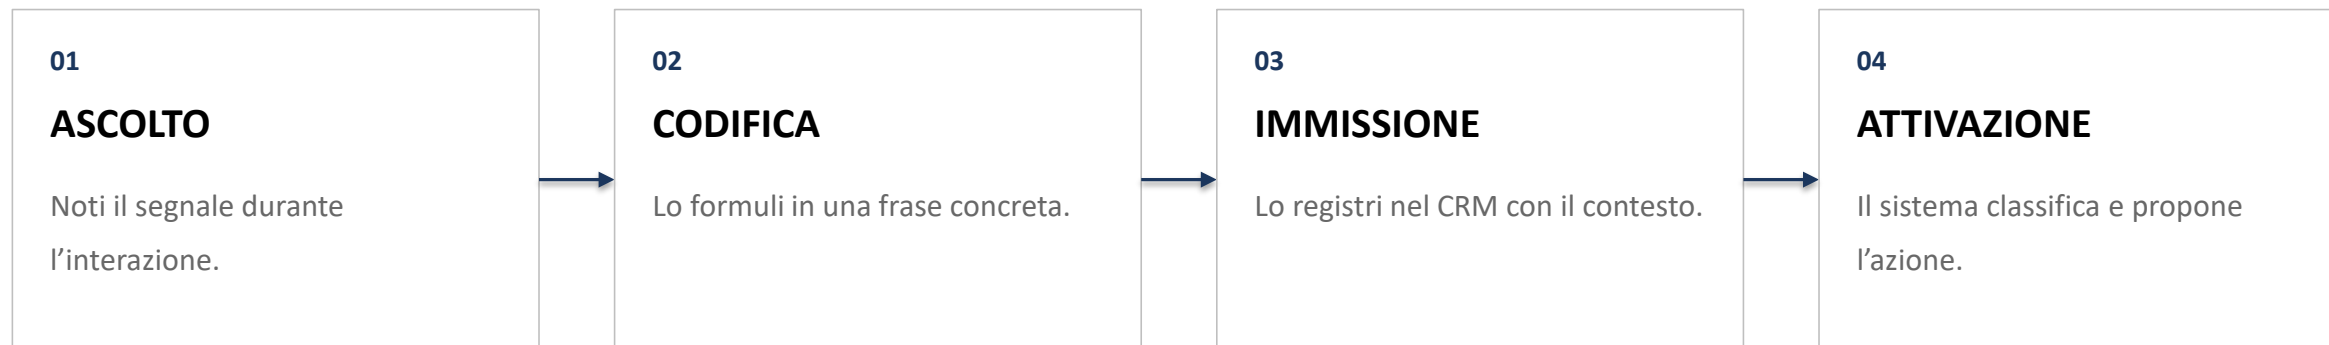 01
ASCOLTO
Noti il segnale durante
l’interazione.
02
CODIFICA
Lo formuli in una frase concreta.
03
IMMISSIONE
Lo registri nel CRM con il contesto.
04
ATTIVAZIONE
Il sistema classifica e propone
l’azione.